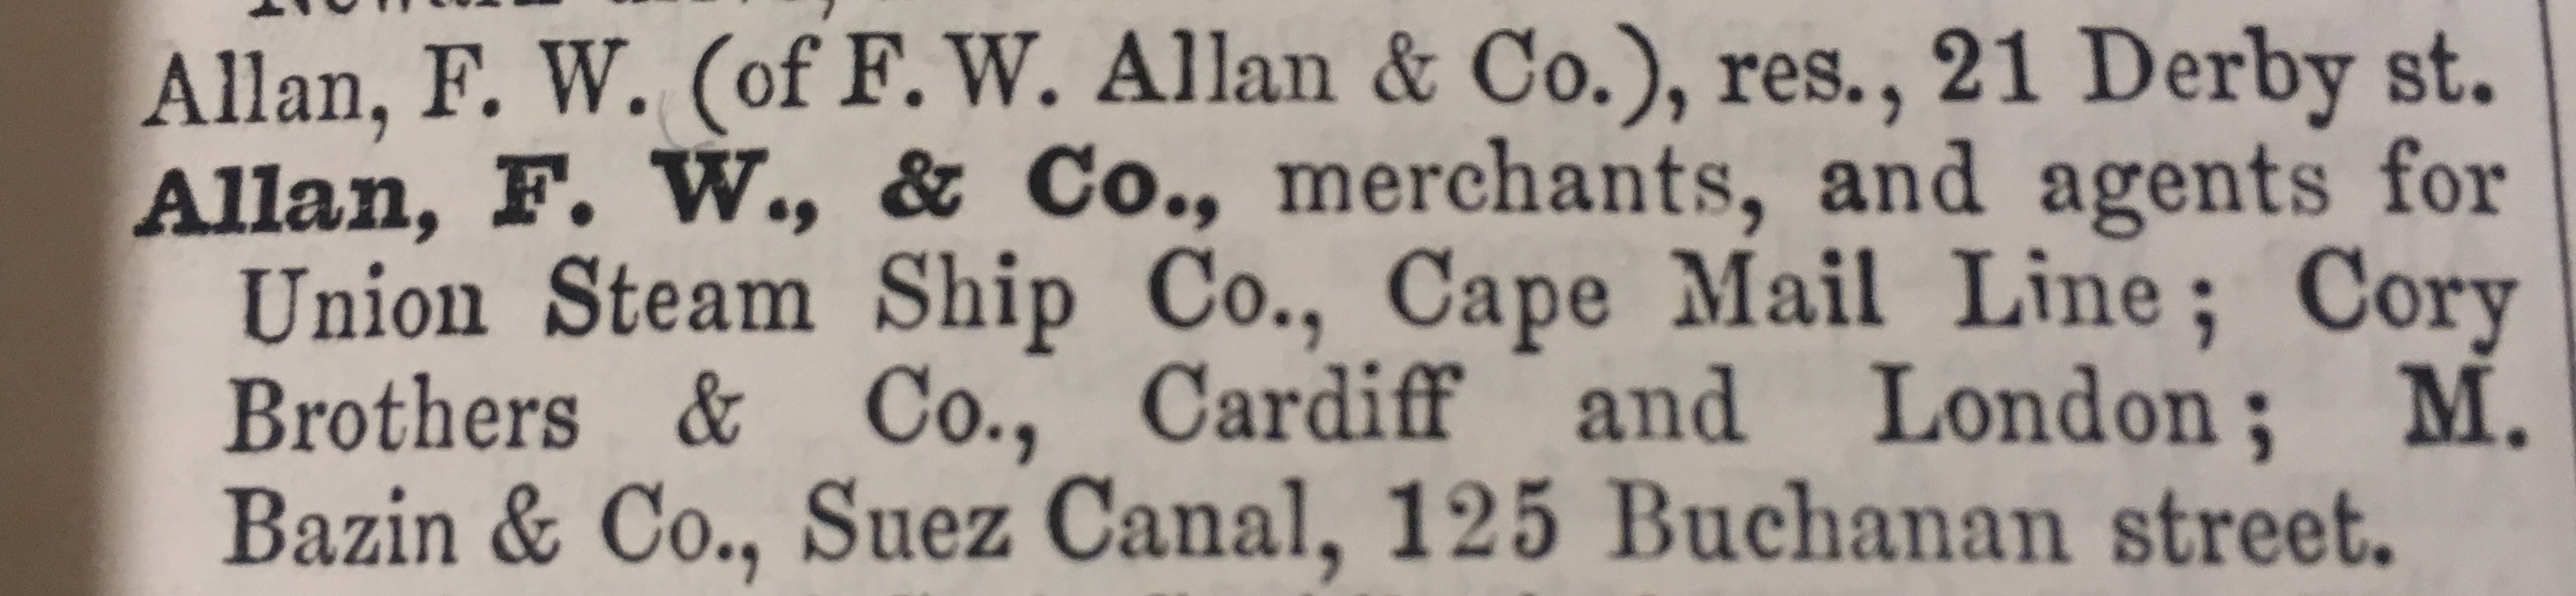 Allan, F. W. (of F. W. Allan & Co.), res., 21 Derby st.
Allan, F. W., & Co., merchants, and agents for
Union Steam Ship Co., Cape Mail Line; Cory
Brothers & Co., Cardiff and London; M.
Bazin & Co., Suez Canal, 125 Buchanan street.